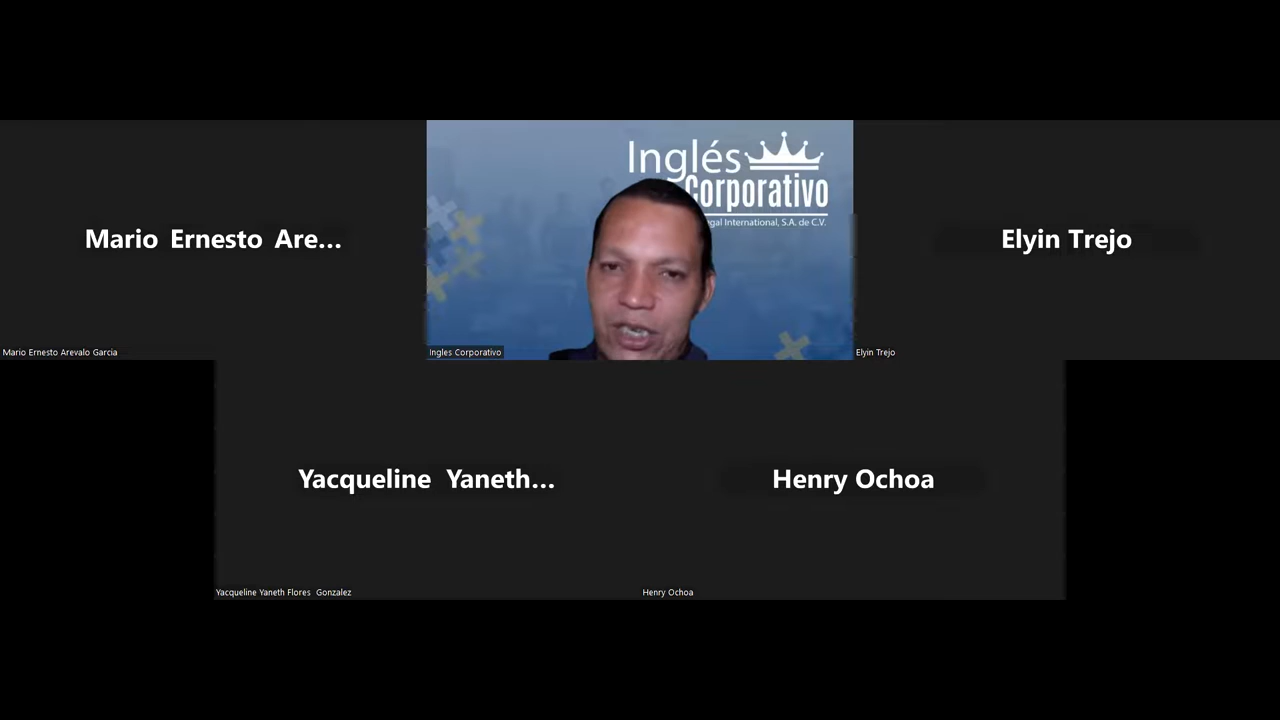 Inglés
Corporativo
egal International, S.A. de C.V.
Mario Ernesto Are...
Elyin Trejo
Mario Ernesto Arevalo Garcia
Ingles Corporativo
Elyin Trejo
Yacqueline Yaneth...
Henry Ochoa
Yacqueline Yaneth Flores Gonzalez
Henry Ochoa